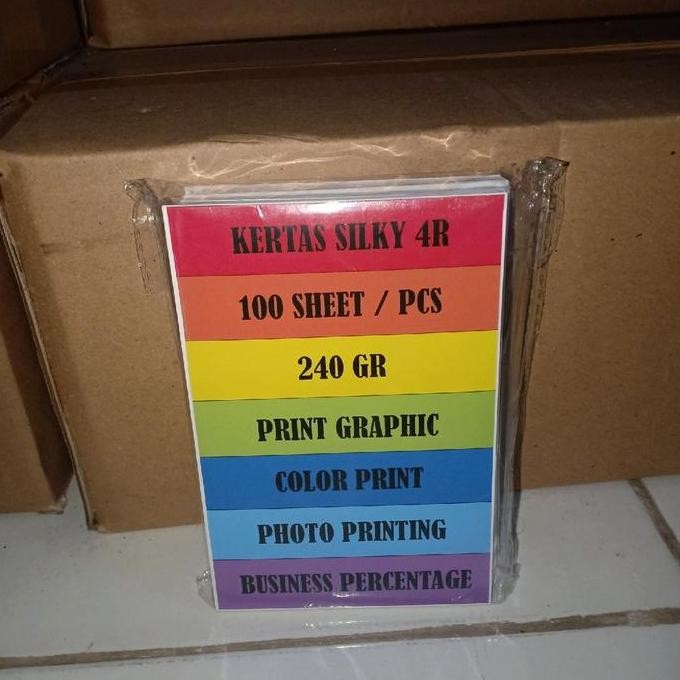 KERTAS SILKY 4R
100 SHEET / PCS
240 GR
PRINT GRAPHIC
COLOR PRINT
PHOTO PRINTING
BUSINESS PERCENTAGE